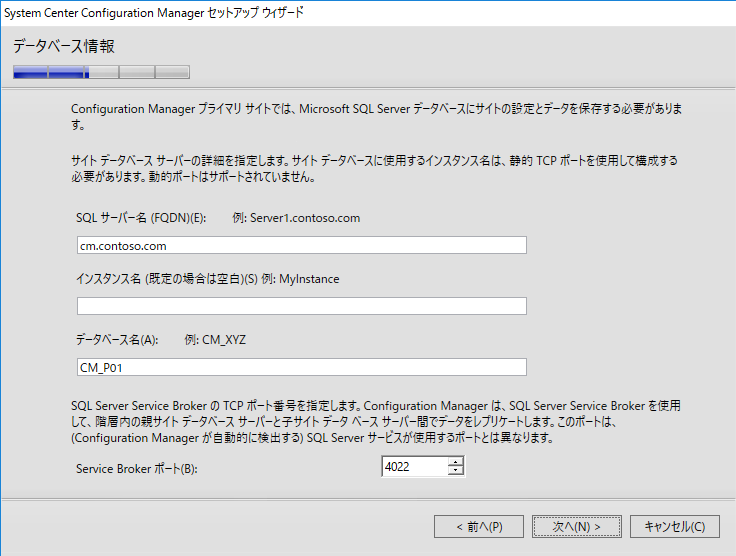 System Center Configuration Manager セットアップ ウィザード
データベース情報
Configuration Manager プライマリ サイトでは、Microsoft SQL Server データベースにサイトの設定とデータを保存する必要がありま
す。
サイト データベース サーバーの詳細を指定します。サイト データベースに使用するインスタンス名は、静的 TCP ポートを使用して構成する
必要があります。動的ポートはサポートされていません。
SQL サーバー名 (FQDN)(E): 例: Server1.contoso.com
cm.contoso.com
インスタンス名 (既定の場合は空白)(S) 例: MyInstance
データベース名(A): 例: CM_XYZ
CM_P01
SQL Server Service Broker の TCP ポート番号を指定します。Configuration Manager は、SQL Server Service Broker を使用
して、階層内の親サイト データベース サーバーと子サイト データ ベース サーバー間でデータをレプリケートします。このポートは、
(Configuration Manager が自動的に検出する) SQL Server サービスが使用するポートとは異なります。
Service Broker ポート(B): 4022
< 前へ(P) 次へ(N) > キャンセル(C)